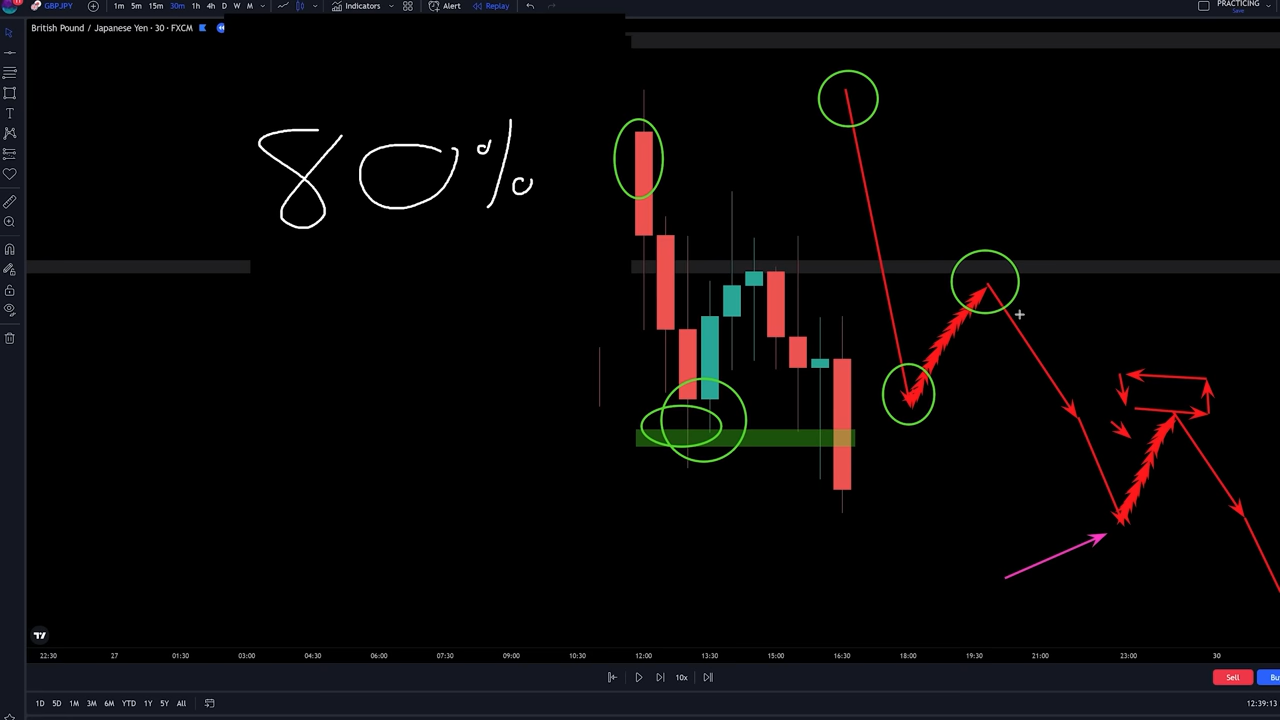 GBPJPY 1m 5m 15m 30m 1h 4h D W M Indicators Alert Replay PRACTICING
Save
British Pound / Japanese Yen · 30 · FXCM
80%
22:30 27 01:30 03:00 04:30 06:00 07:30 09:00 10:30 12:00 13:30 15:00 16:30 18:00 19:30 21:00 23:00 30
10x Sell Bu
1D 5D 1M 3M 6M YTD 1Y 5Y All 12:39:13